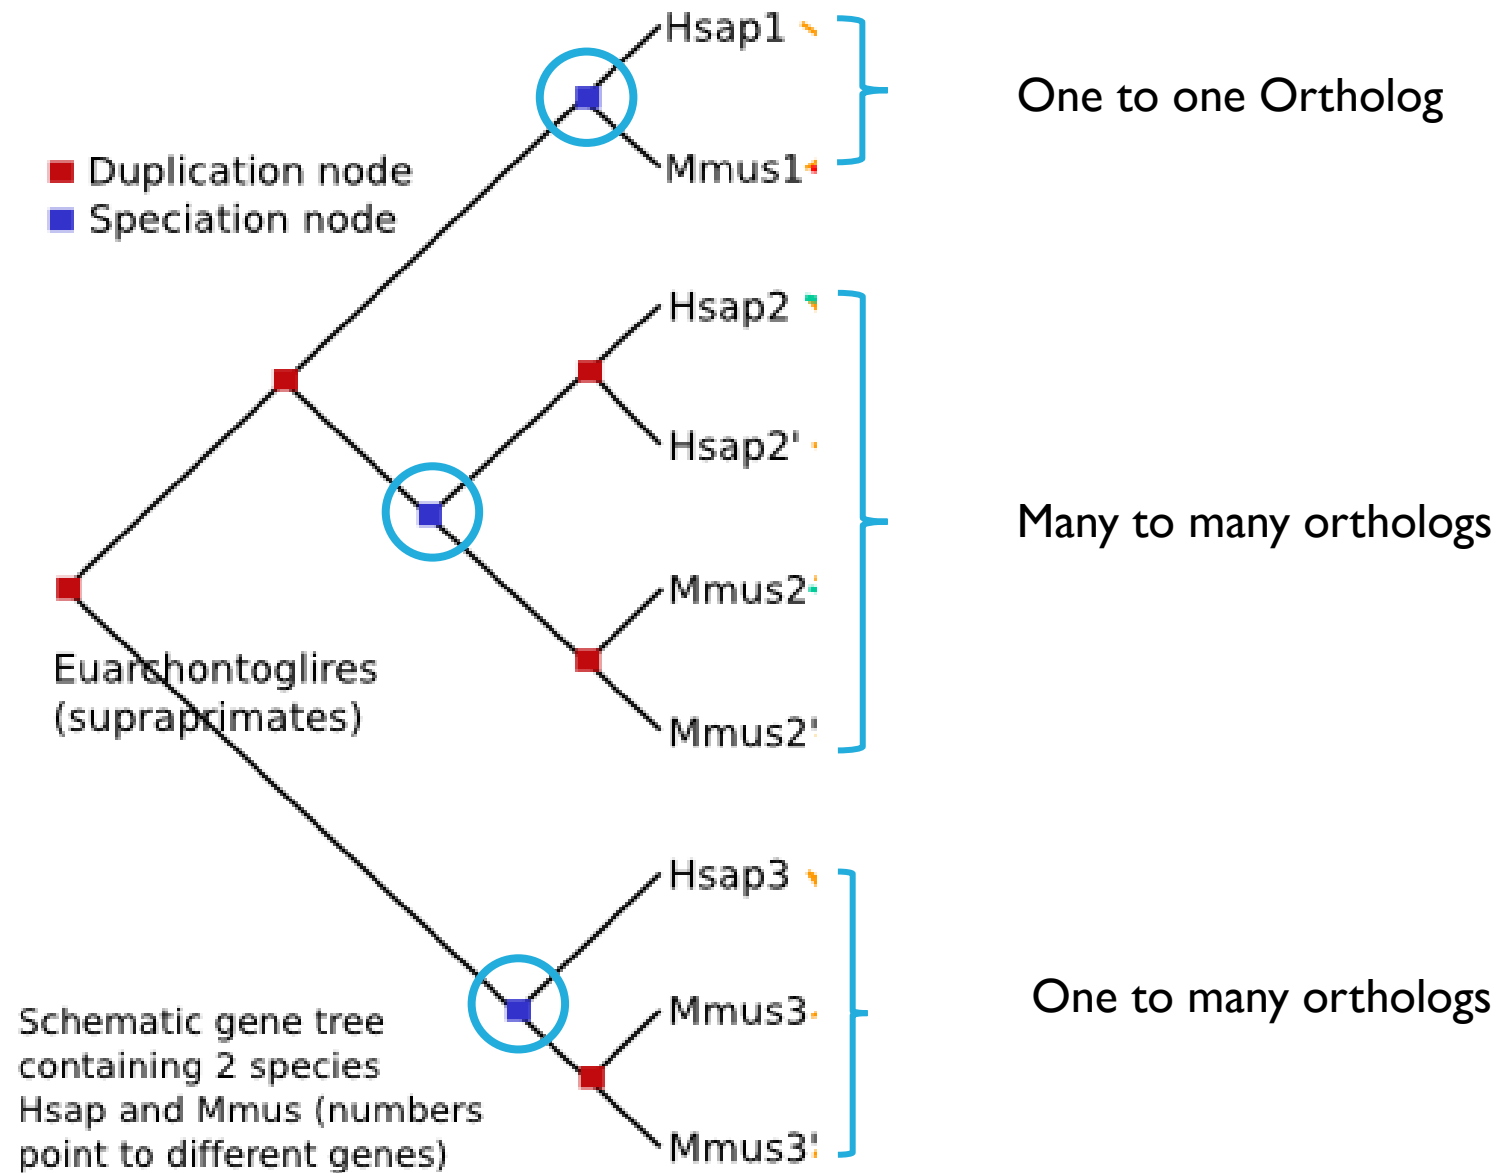 Hsap1
One to one Ortholog
Mmus1
Duplication node
Speciation node
Hsap2
Hsap2'
Many to many orthologs
Mmus2
Mmus2'
Euarchontoglires
(supraprimates)
Hsap3
One to many orthologs
Mmus3
Mmus3'
Schematic gene tree
containing 2 species
Hsap and Mmus (numbers
point to different genes)